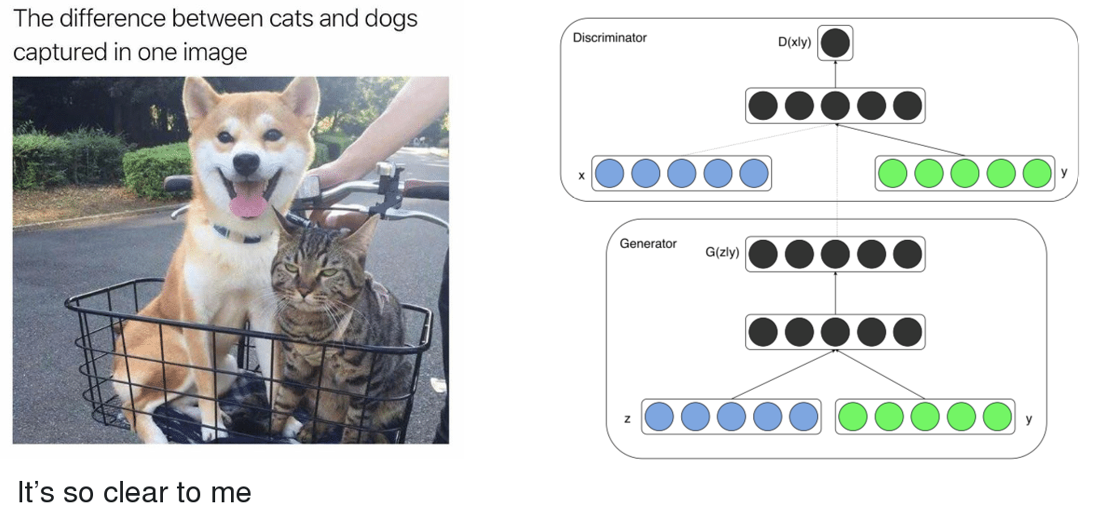 The difference between cats and dogs
captured in one image
It’s so clear to me
Discriminator
D(x|y)
x
y
Generator
G(z|y)
z
y